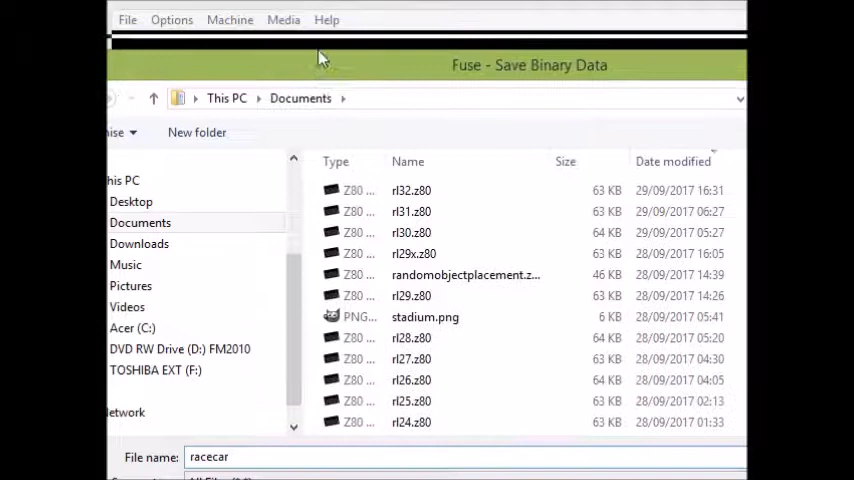 File Options Machine Media Help
Fuse - Save Binary Data
This PC Documents
New folder
Type Name Size Date modified
his PC
Desktop
Documents
Downloads
Music
Pictures
Videos
Acer (C:)
DVD RW Drive (D:) FM2010
TOSHIBA EXT (F:)
etwork
Z80 ... rl32.z80 63 KB 29/09/2017 16:31
Z80 ... rl31.z80 63 KB 29/09/2017 06:27
Z80 ... rl30.z80 64 KB 29/09/2017 05:27
Z80 ... rl29x.z80 63 KB 28/09/2017 16:05
Z80 ... randomobjectplacement.z... 46 KB 28/09/2017 14:39
Z80 ... rl29.z80 63 KB 28/09/2017 14:26
PNG... stadium.png 6 KB 28/09/2017 05:41
Z80 ... rl28.z80 64 KB 28/09/2017 05:20
Z80 ... rl27.z80 63 KB 28/09/2017 04:30
Z80 ... rl26.z80 64 KB 28/09/2017 04:05
Z80 ... rl25.z80 63 KB 28/09/2017 02:13
Z80 ... rl24.z80 63 KB 28/09/2017 01:33
File name: racecar